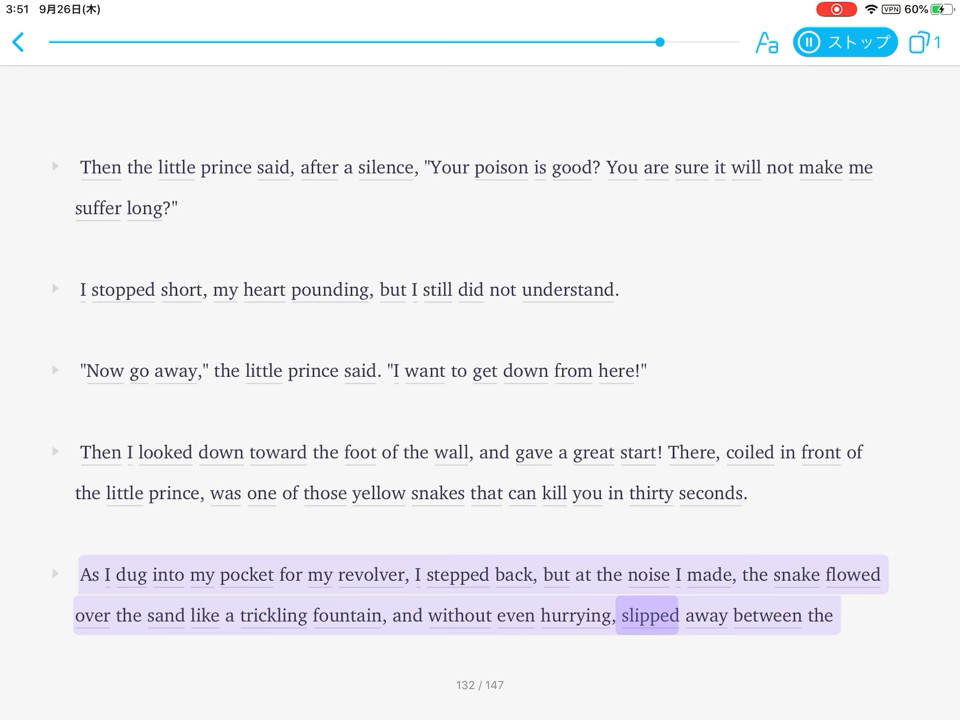 3:51 9月26日(木)
VPN 60%
ああ ストップ 1
Then the little prince said, after a silence, "Your poison is good? You are sure it will not make me
suffer long?"
I stopped short, my heart pounding, but I still did not understand.
"Now go away," the little prince said. "I want to get down from here!"
Then I looked down toward the foot of the wall, and gave a great start! There, coiled in front of
the little prince, was one of those yellow snakes that can kill you in thirty seconds.
As I dug into my pocket for my revolver, I stepped back, but at the noise I made, the snake flowed
over the sand like a trickling fountain, and without even hurrying, slipped away between the
132 / 147